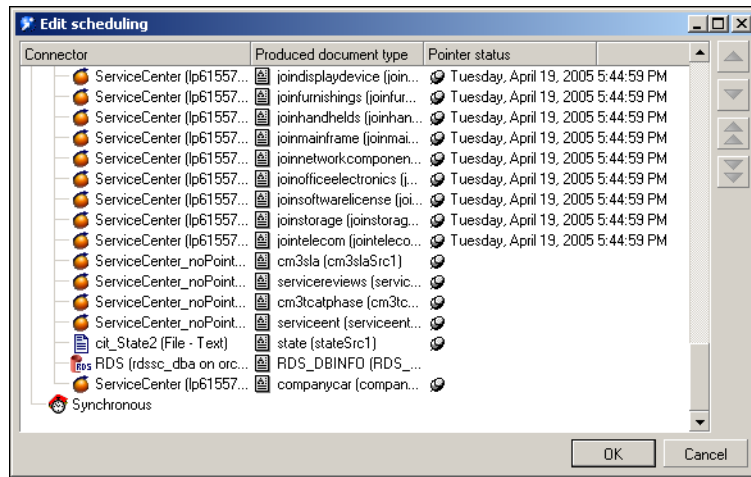 Edit scheduling
Connector Produced document type Pointer status
ServiceCenter (lp61557... joindisplaydevice (join... Tuesday, April 19, 2005 5:44:59 PM
ServiceCenter (lp61557... joinfurnishings (joinfur... Tuesday, April 19, 2005 5:44:59 PM
ServiceCenter (lp61557... joinhandhelds (joinhan... Tuesday, April 19, 2005 5:44:59 PM
ServiceCenter (lp61557... joinmainframe (joinmai... Tuesday, April 19, 2005 5:44:59 PM
ServiceCenter (lp61557... joinnetworkcomponen... Tuesday, April 19, 2005 5:44:59 PM
ServiceCenter (lp61557... joinofficeelectronics (j... Tuesday, April 19, 2005 5:44:59 PM
ServiceCenter (lp61557... joinsoftwarelicense (joi... Tuesday, April 19, 2005 5:44:59 PM
ServiceCenter (lp61557... joinstorage (joinstorag... Tuesday, April 19, 2005 5:44:59 PM
ServiceCenter (lp61557... jointelecom (jointeleco... Tuesday, April 19, 2005 5:44:59 PM
ServiceCenter_noPoint... cm3sla (cm3slaSrc1)
ServiceCenter_noPoint... servicereviews (servic...
ServiceCenter_noPoint... cm3tcatphase (cm3tc...
ServiceCenter_noPoint... serviceent (serviceent...
cit_State2 (File - Text) state (stateSrc1)
RDS RDS (rdssc_dba on orc... RDS_DBINFO (RDS_...
ServiceCenter (lp61557... companycar (compan...
Synchronous
OK Cancel